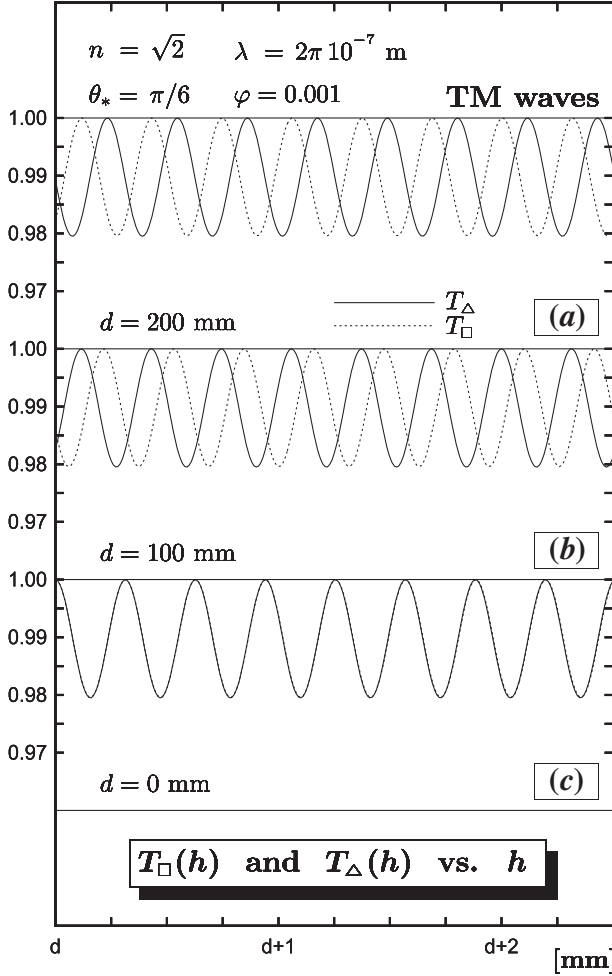 n = √2 λ = 2π 10⁻⁷ m
θ* = π/6 φ = 0.001
TM waves
1.00
0.99
0.98
0.97
T△
T□
d = 200 mm
(a)
1.00
0.99
0.98
0.97
d = 100 mm
(b)
1.00
0.99
0.98
0.97
d = 0 mm
(c)
T□(h) and T△(h) vs. h
d d+1 d+2
[mm]